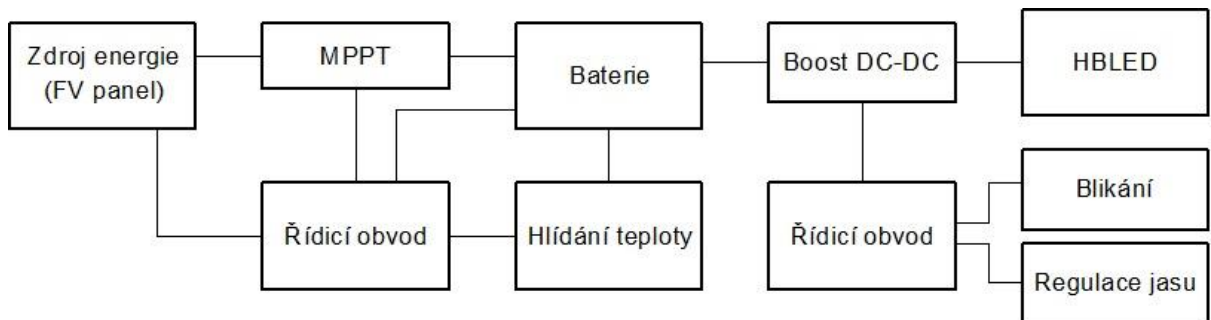 Zdroj energie
(FV panel)
MPPT
Baterie
Boost DC-DC
HBLED
Řídicí obvod
Hlídání teploty
Řídicí obvod
Blikání
Regulace jasu